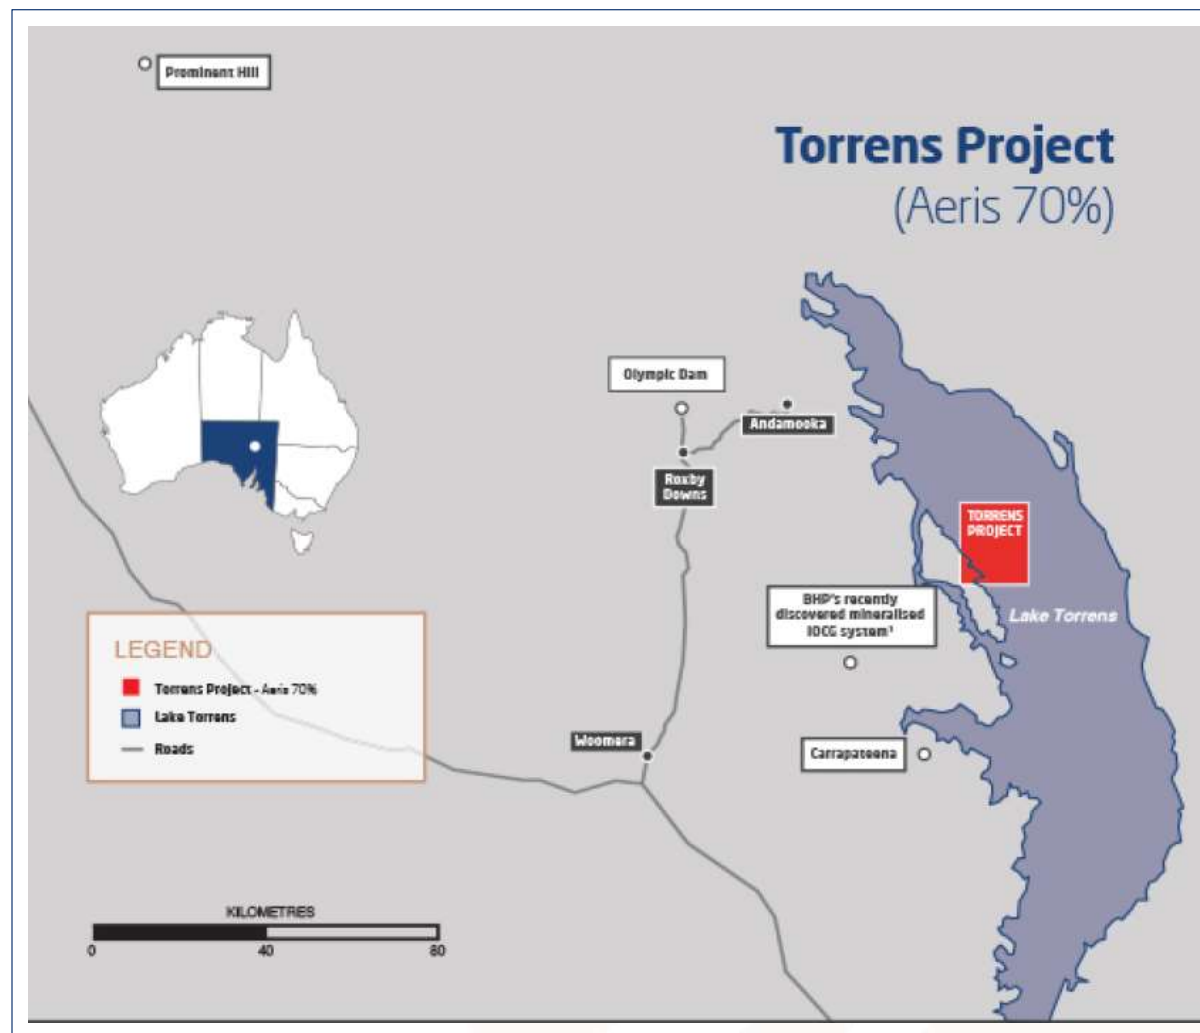 Prominent Hill
Torrens Project
(Aeris 70%)
Olympic Dam
Andamooka
Roxby
Downs
TORRENS
PROJECT
BHP's recently
discovered mineralised
IOCG system¹
Lake Torrens
LEGEND
Torrens Project - Aeris 70%
Lake Torrens
Roads
Woomera
Carrapateena
KILOMETRES
0 40 80